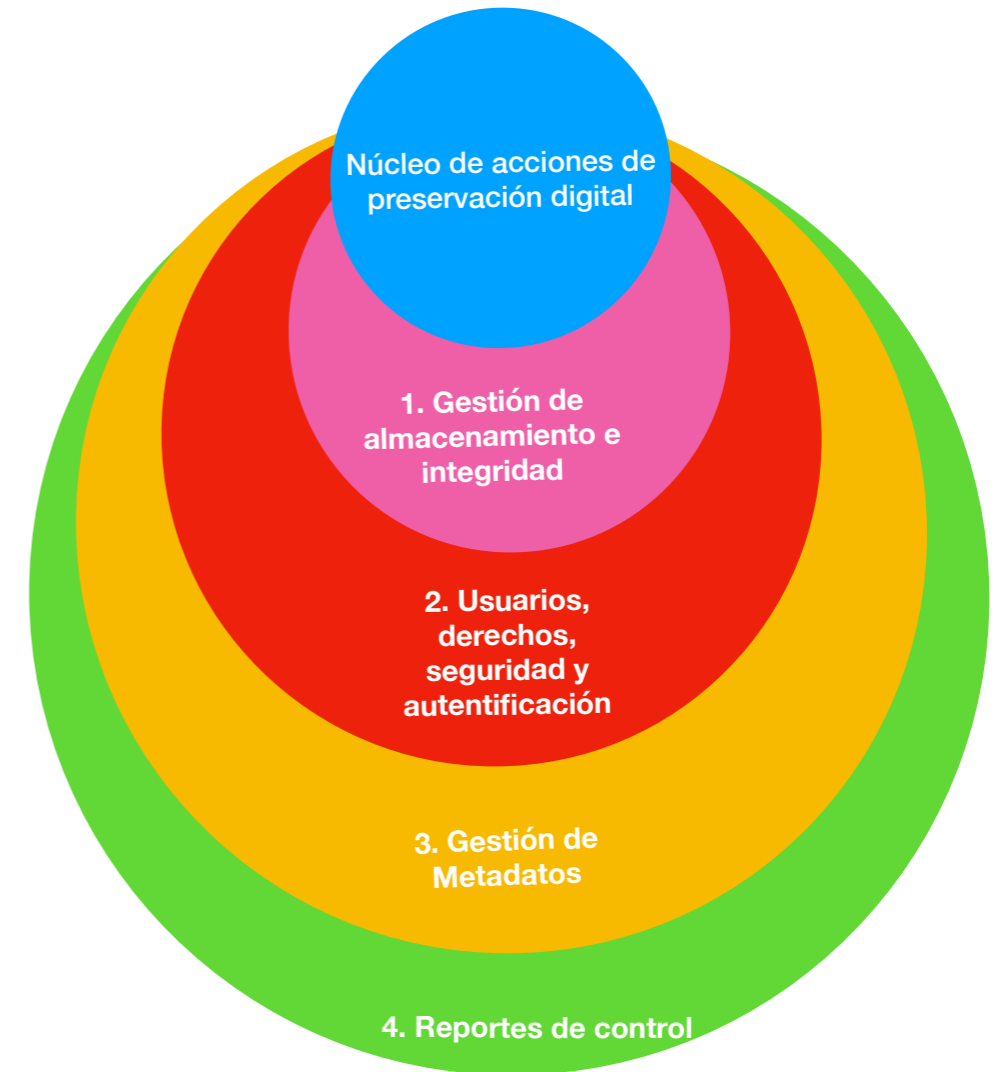 Núcleo de acciones de
preservación digital
1. Gestión de
almacenamiento e
integridad
2. Usuarios,
derechos,
seguridad y
autentificación
3. Gestión de
Metadatos
4. Reportes de control